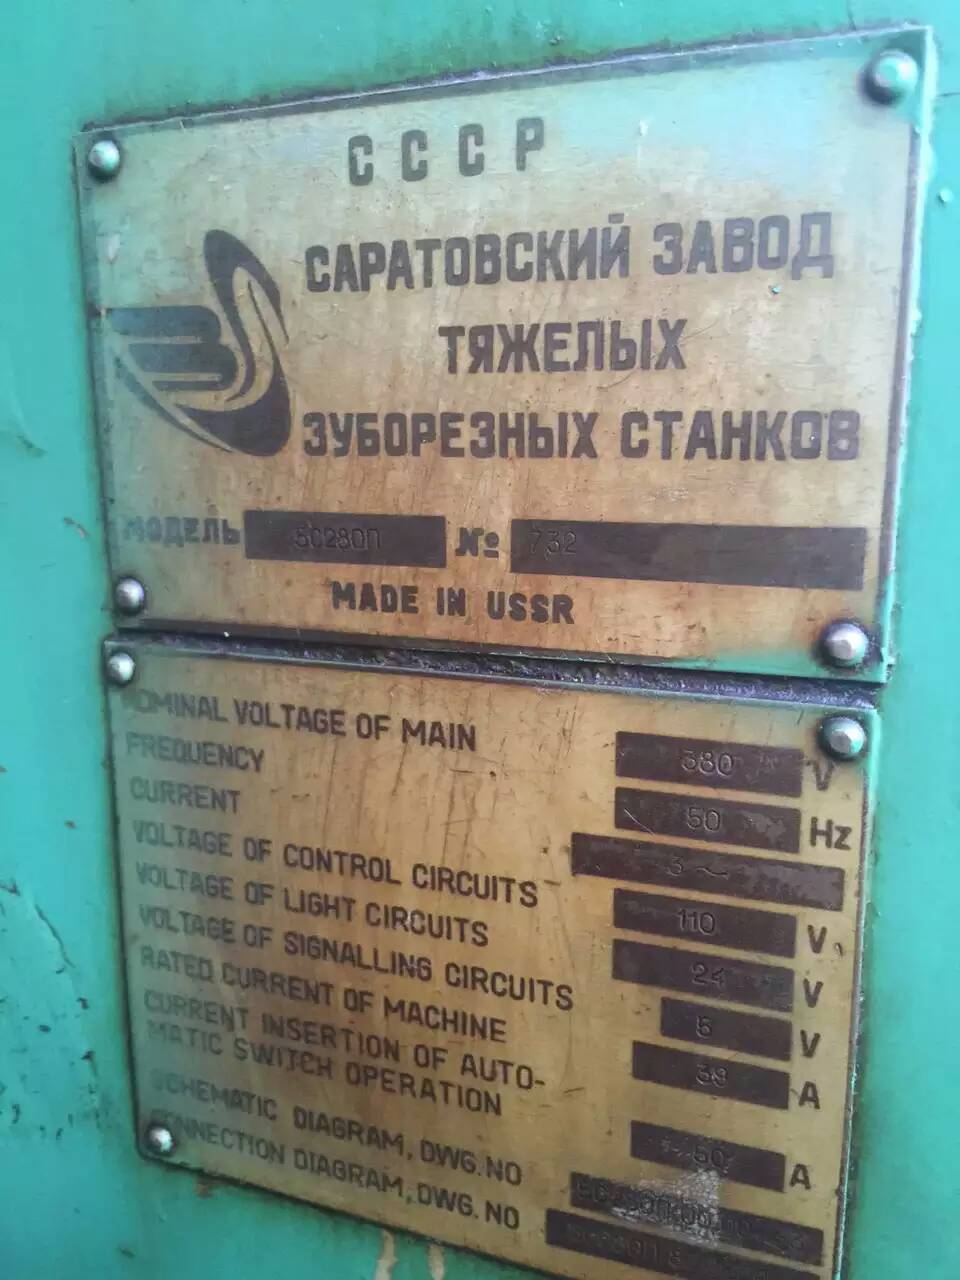 СССР
САРАТОВСКИЙ ЗАВОД
ТЯЖЕЛЫХ
ЗУБОРЕЗНЫХ СТАНКОВ
МОДЕЛЬ 5С280П № 732
MADE IN USSR
NOMINAL VOLTAGE OF MAIN 380 V
FREQUENCY 50 Hz
CURRENT 3 ~
VOLTAGE OF CONTROL CIRCUITS 110 V
VOLTAGE OF LIGHT CIRCUITS 24 V
VOLTAGE OF SIGNALLING CIRCUITS 5 V
RATED CURRENT OF MACHINE 38 A
CURRENT INSERTION OF AUTO-
MATIC SWITCH OPERATION 50 A
SCHEMATIC DIAGRAM, DWG. NO
CONNECTION DIAGRAM, DWG. NO